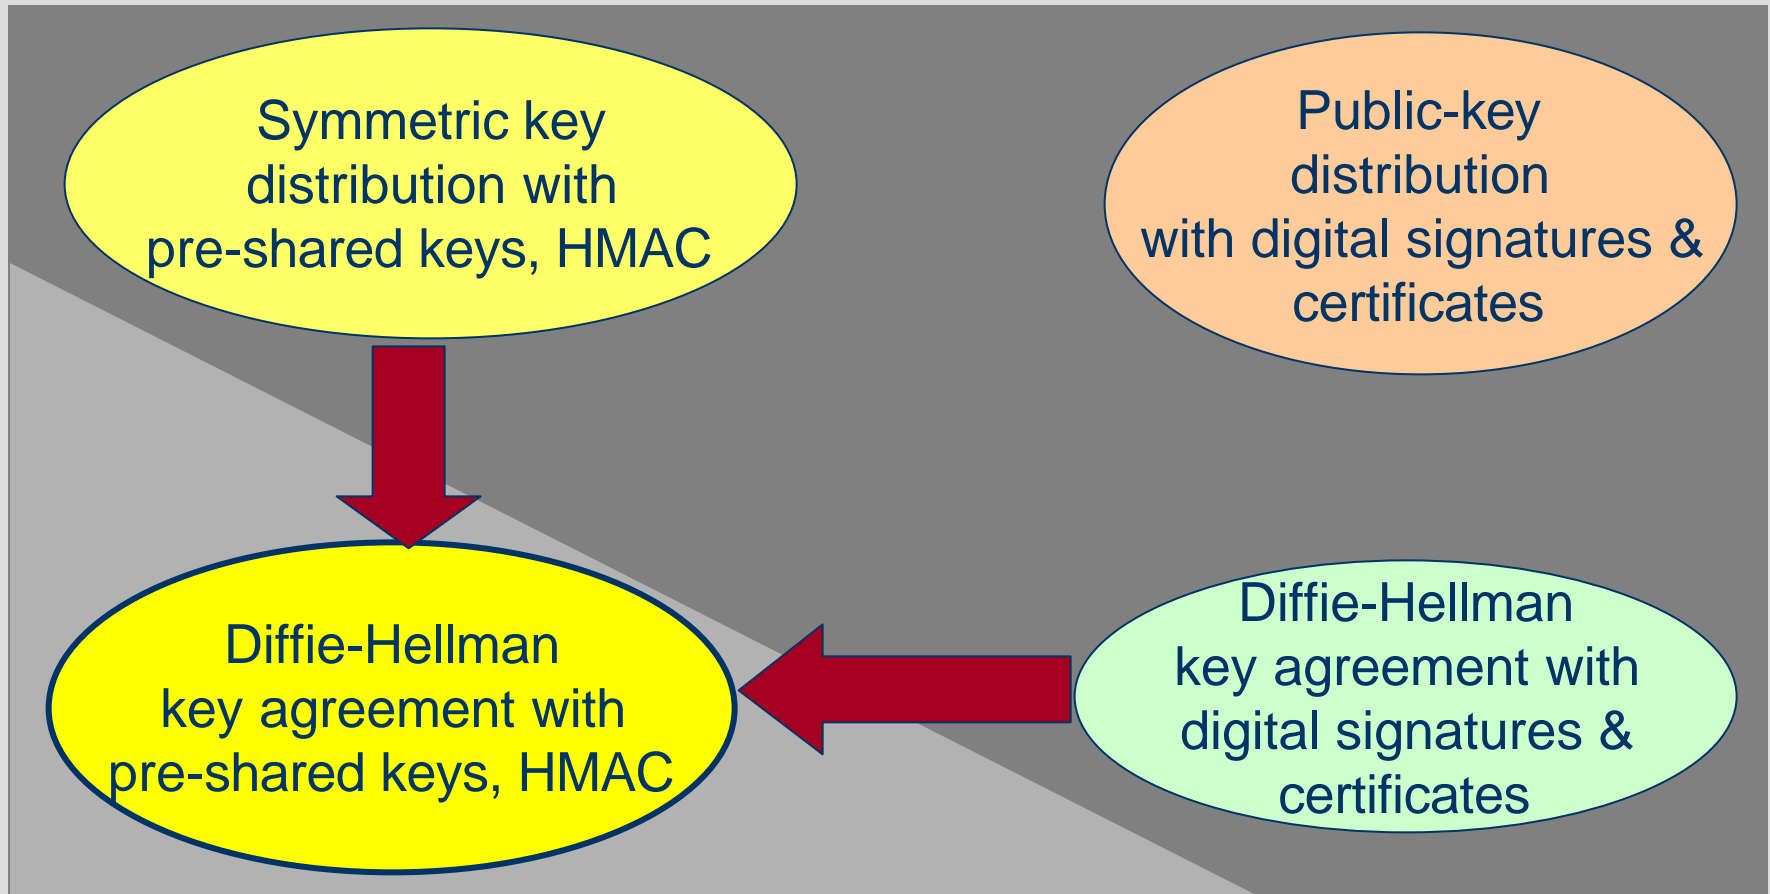 Symmetric key
distribution with
pre-shared keys, HMAC
Public-key
distribution
with digital signatures &
certificates
Diffie-Hellman
key agreement with
pre-shared keys, HMAC
Diffie-Hellman
key agreement with
digital signatures &
certificates